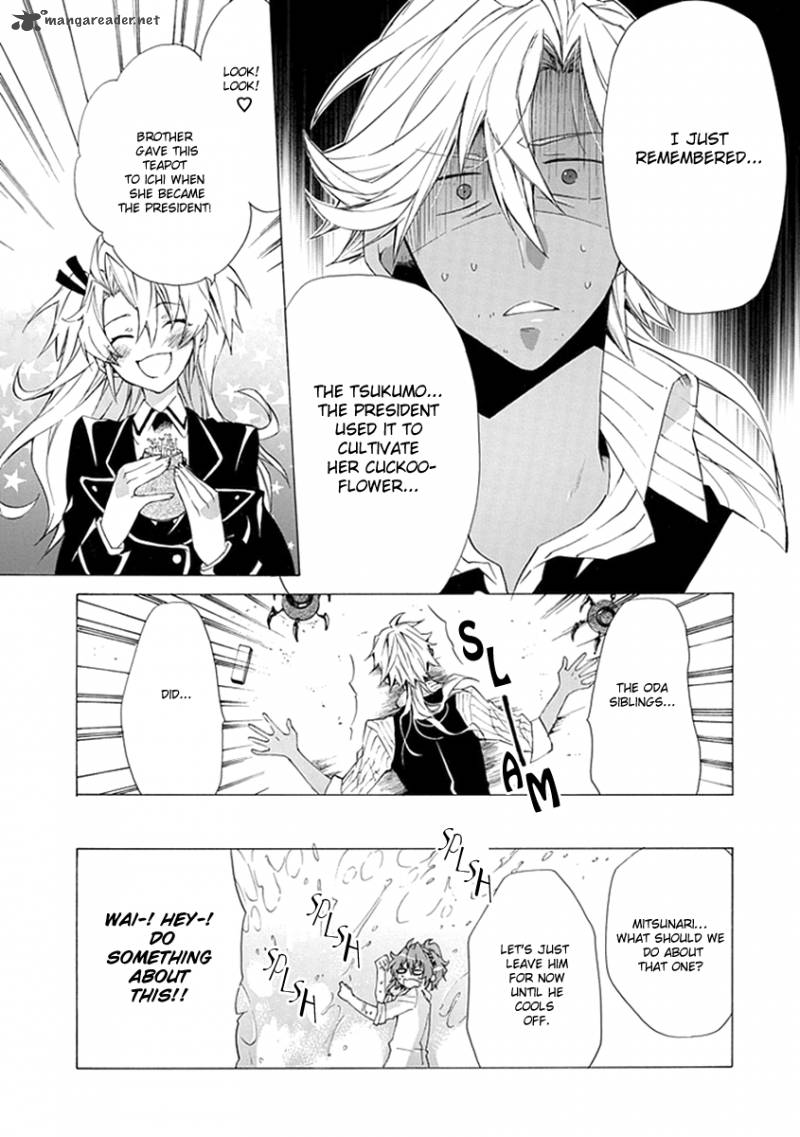 mangareader.net
I JUST
REMEMBERED...
THE TSUKUMO...
THE PRESIDENT
USED IT TO
CULTIVATE
HER CUCKOO-
FLOWER...
LOOK!
LOOK!
♡
BROTHER
GAVE THIS
TEAPOT
TO ICHI WHEN
SHE BECAME
THE PRESIDENT!
THE ODA
SIBLINGS...
SLAM
DID...
MITSUNARI...
WHAT SHOULD WE
DO ABOUT
THAT ONE?
LET'S JUST
LEAVE HIM
FOR NOW
UNTIL HE
COOLS
OFF.
SPLSH
SPLSH
SPLSH
WAI-! HEY-!
DO
SOMETHING
ABOUT
THIS!!